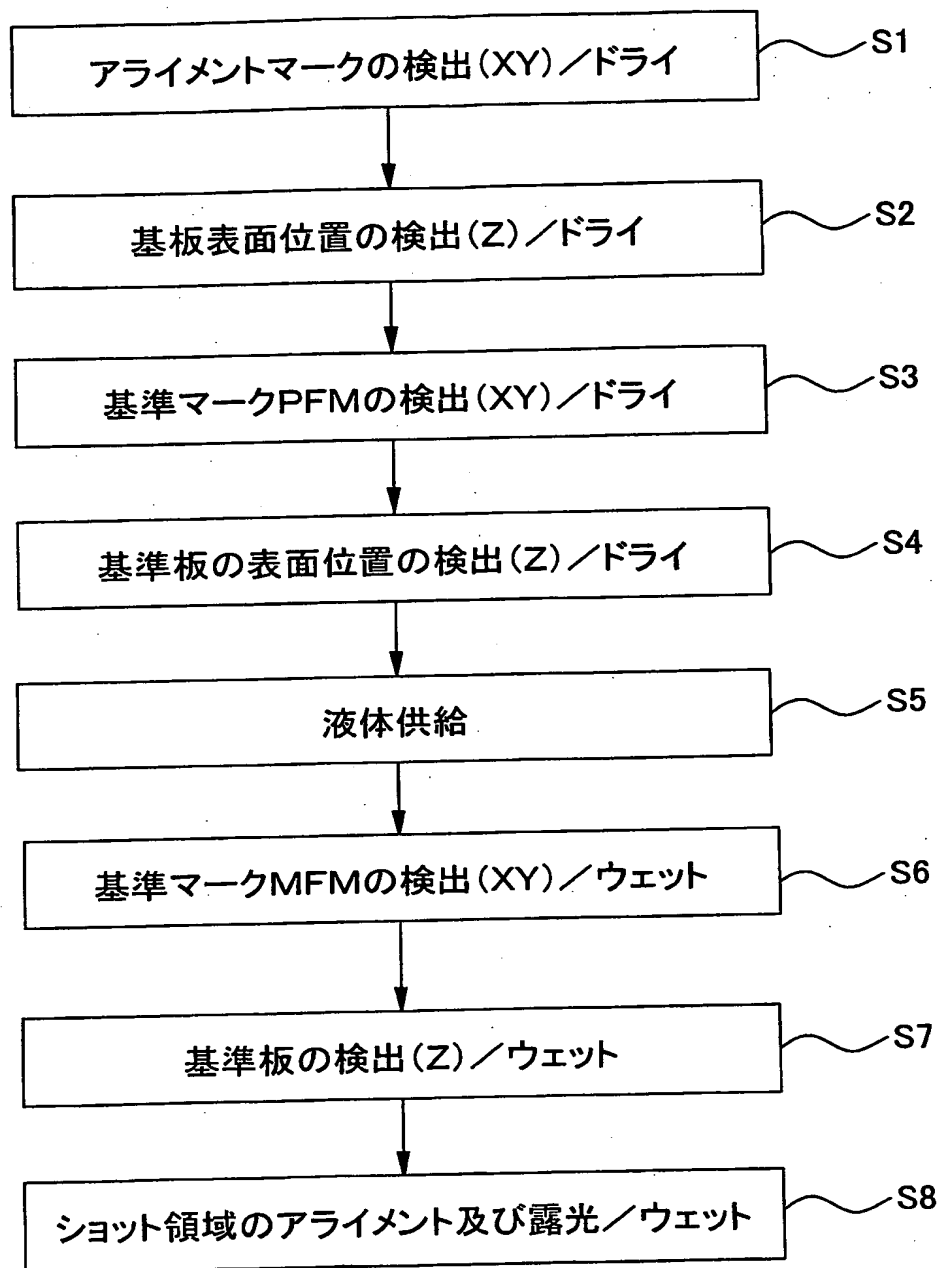 アライメントマークの検出(XY)／ドライ
S1
基板表面位置の検出(Z)／ドライ
S2
基準マークPFMの検出(XY)／ドライ
S3
基準板の表面位置の検出(Z)／ドライ
S4
液体供給
S5
基準マークMFMの検出(XY)／ウェット
S6
基準板の検出(Z)／ウェット
S7
ショット領域のアライメント及び露光／ウェット
S8